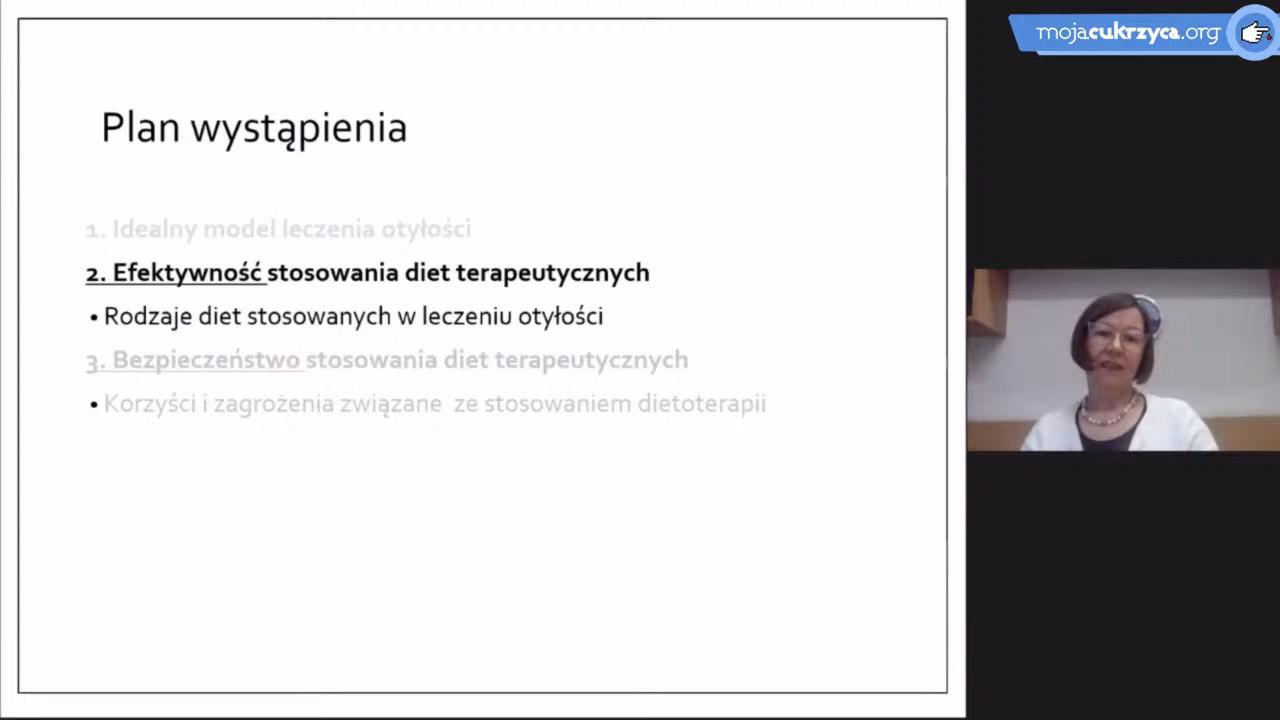 mojacukrzyca.org
Plan wystąpienia
1. Idealny model leczenia otyłości
2. Efektywność stosowania diet terapeutycznych
• Rodzaje diet stosowanych w leczeniu otyłości
3. Bezpieczeństwo stosowania diet terapeutycznych
• Korzyści i zagrożenia związane ze stosowaniem dietoterapii